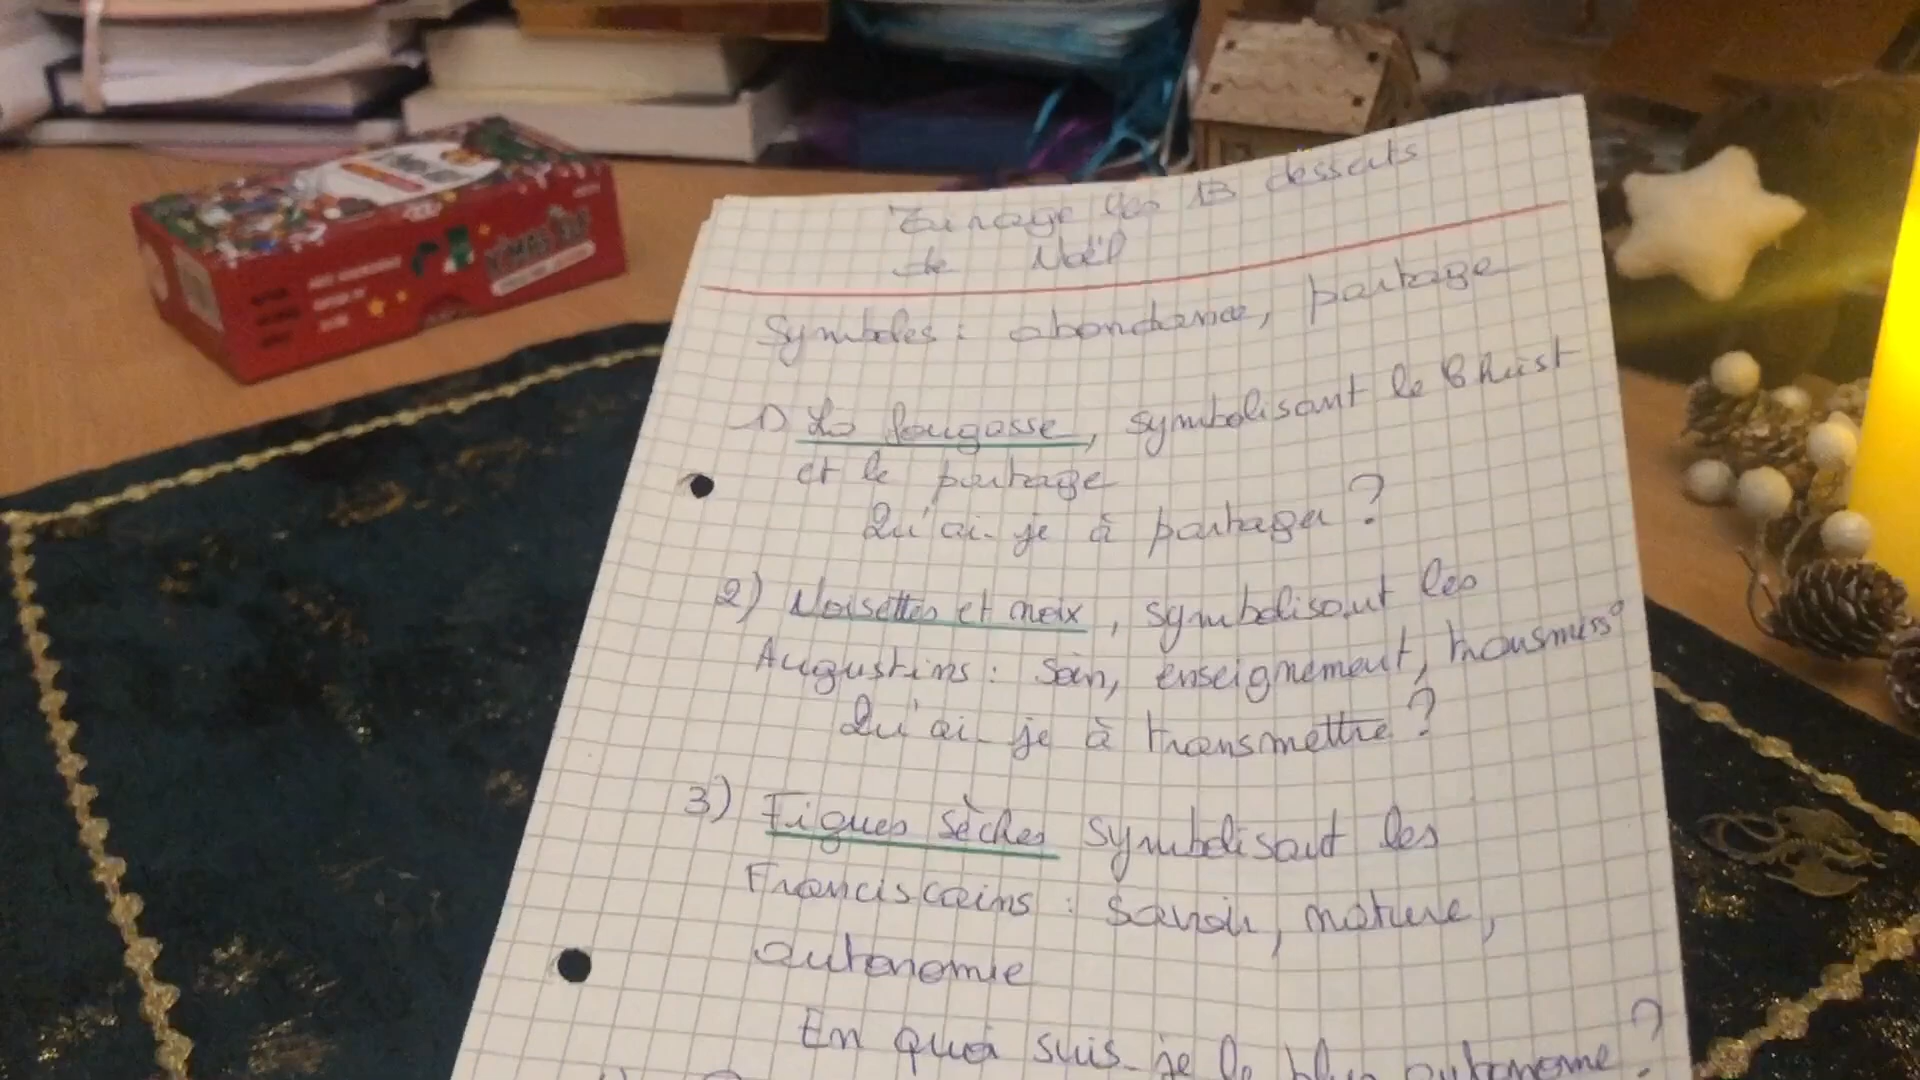 Tirage des 13 desserts
de Noël
Symboles : abondance, partage
1) La fougasse, symbolisant le Christ
et le partage
Qu'ai-je à partager ?
2) Noisettes et noix, symbolisant les
Augustins : soin, enseignement, transmiss°
Qu'ai-je à transmettre ?
3) Figues sèches symbolisant les
Franciscains : savoir, nature,
autonomie
En quoi suis-je le plus autonome ?